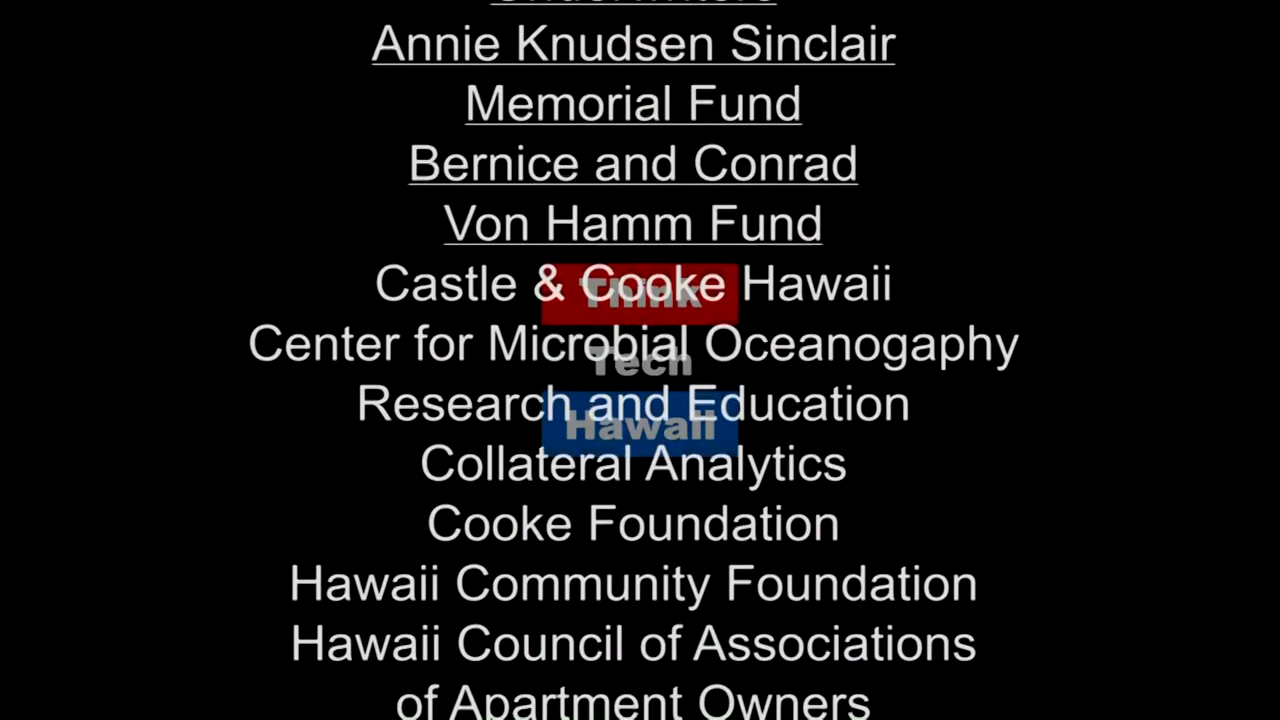 Underwriters
Annie Knudsen Sinclair
Memorial Fund
Bernice and Conrad
Von Hamm Fund
Castle & Cooke Hawaii
Think
Center for Microbial Oceanogaphy
Tech
Research and Education
Hawaii
Collateral Analytics
Cooke Foundation
Hawaii Community Foundation
Hawaii Council of Associations
of Apartment Owners